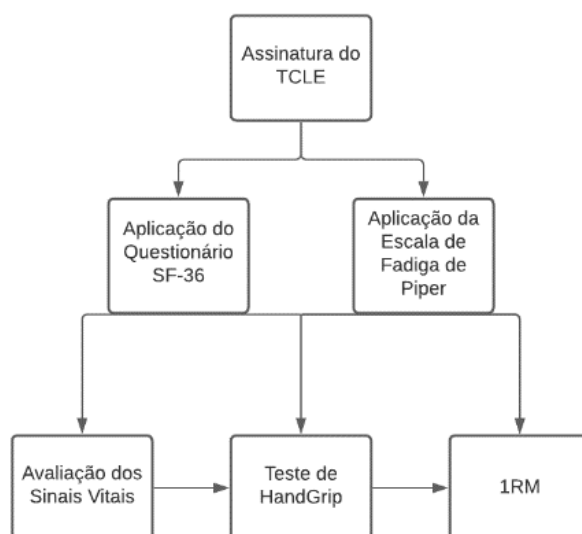 Assinatura do
TCLE
Aplicação do
Questionário
SF-36
Aplicação da
Escala de
Fadiga de
Piper
Avaliação dos
Sinais Vitais
Teste de
HandGrip
1RM